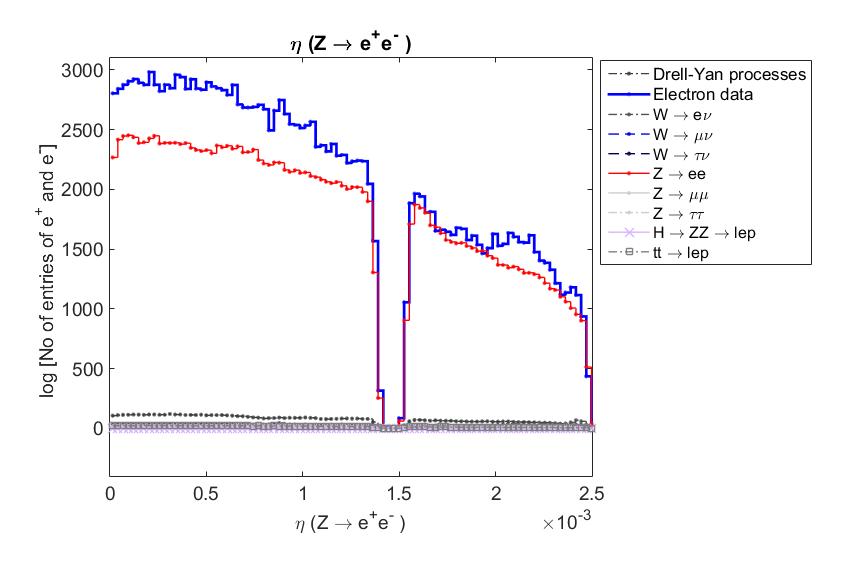 η (Z → e⁺e⁻ )
3000
2500
2000
1500
1000
500
0
log [No of entries of e⁺ and e⁻]
0
0.5
1
1.5
2
2.5
×10⁻³
η (Z → e⁺e⁻ )
Drell-Yan processes
Electron data
W → eν
W → μν
W → τν
Z → ee
Z → μμ
Z → ττ
H → ZZ → lep
tt → lep